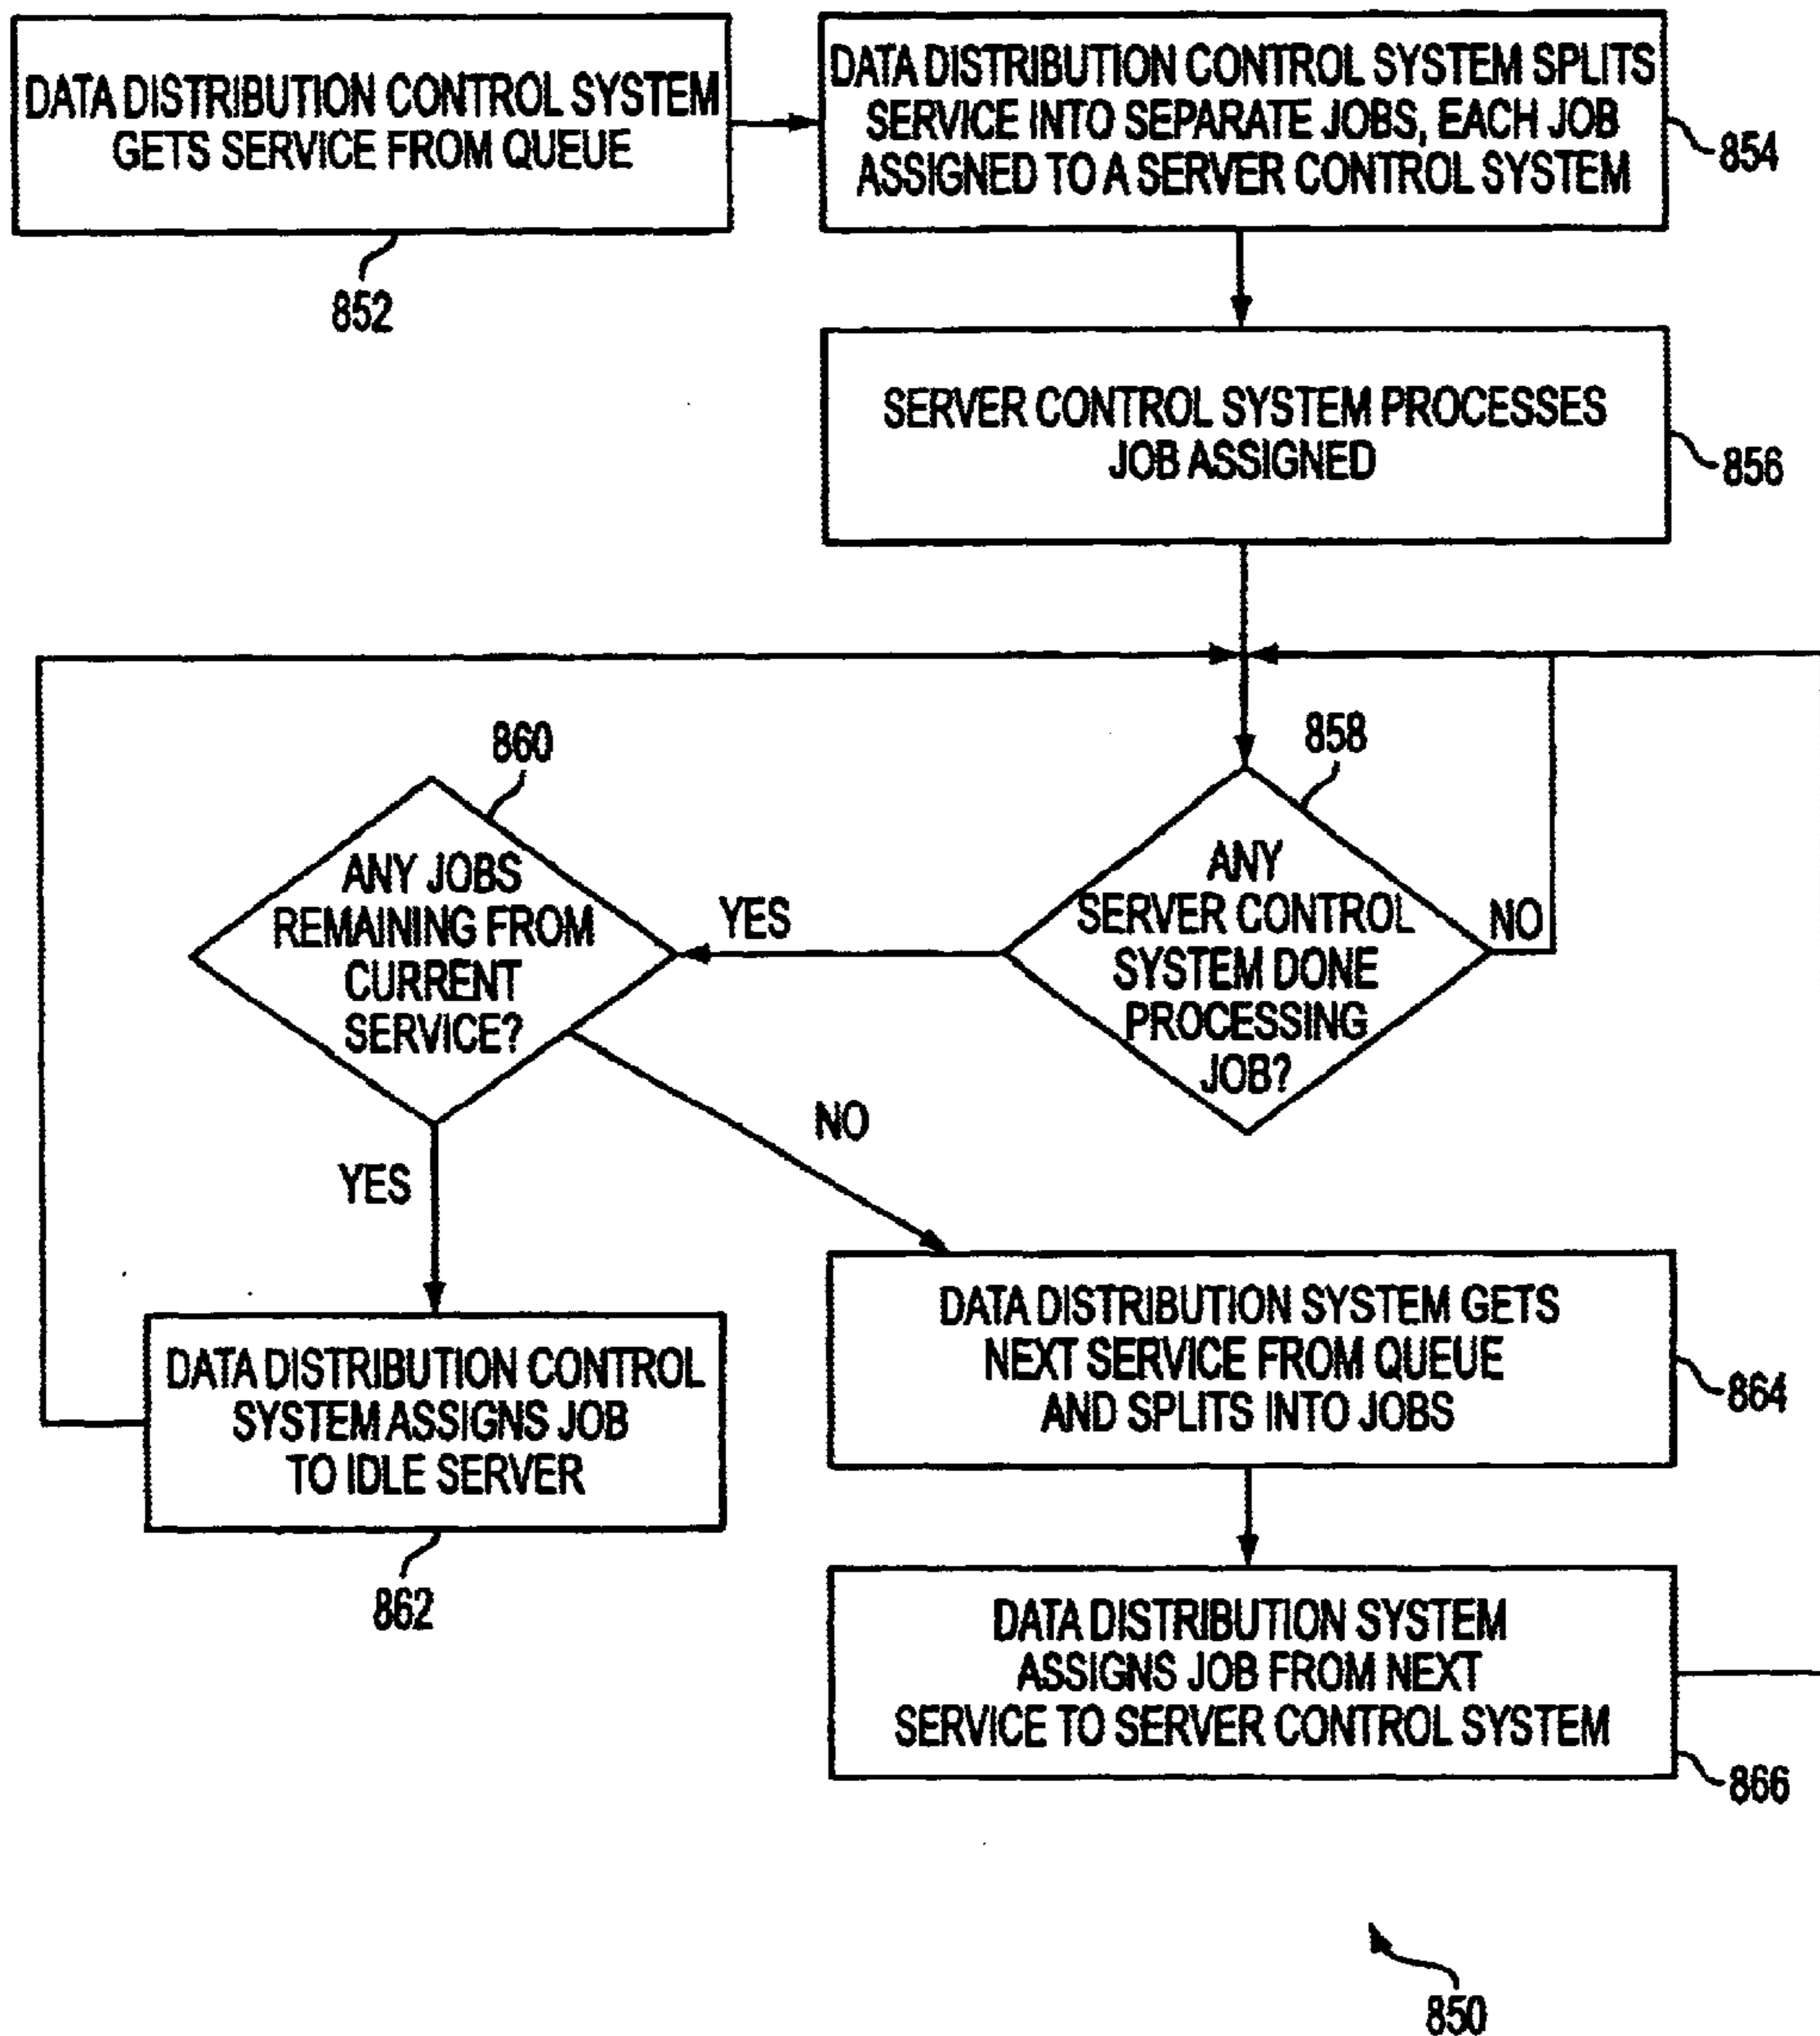 DATA DISTRIBUTION CONTROL SYSTEM
GETS SERVICE FROM QUEUE
852
DATA DISTRIBUTION CONTROL SYSTEM SPLITS
SERVICE INTO SEPARATE JOBS, EACH JOB
ASSIGNED TO A SERVER CONTROL SYSTEM
854
SERVER CONTROL SYSTEM PROCESSES
JOB ASSIGNED
856
858
ANY
SERVER CONTROL
SYSTEM DONE
PROCESSING
JOB?
NO
YES
860
ANY JOBS
REMAINING FROM
CURRENT
SERVICE?
YES
NO
DATA DISTRIBUTION CONTROL
SYSTEM ASSIGNS JOB
TO IDLE SERVER
862
DATA DISTRIBUTION SYSTEM GETS
NEXT SERVICE FROM QUEUE
AND SPLITS INTO JOBS
864
DATA DISTRIBUTION SYSTEM
ASSIGNS JOB FROM NEXT
SERVICE TO SERVER CONTROL SYSTEM
866
850